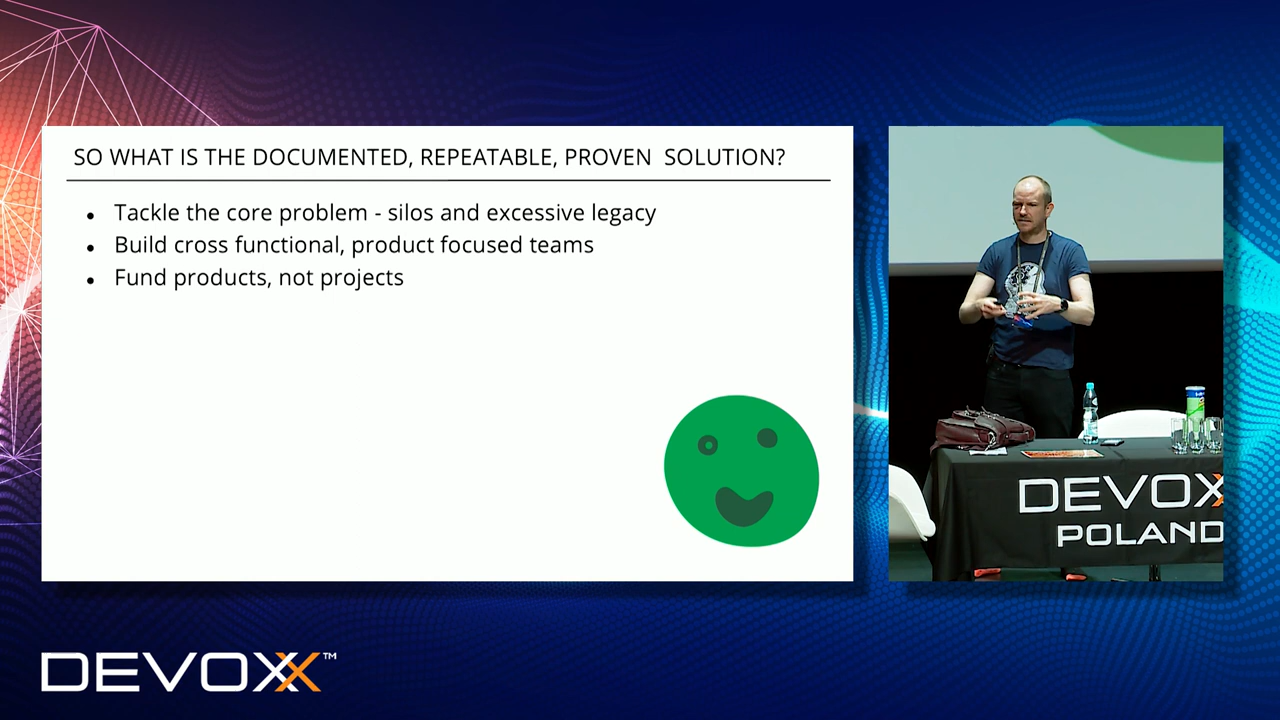 SO WHAT IS THE DOCUMENTED, REPEATABLE, PROVEN SOLUTION?
● Tackle the core problem - silos and excessive legacy
● Build cross functional, product focused teams
● Fund products, not projects
DEVOXX
POLAND
DEVOXX™